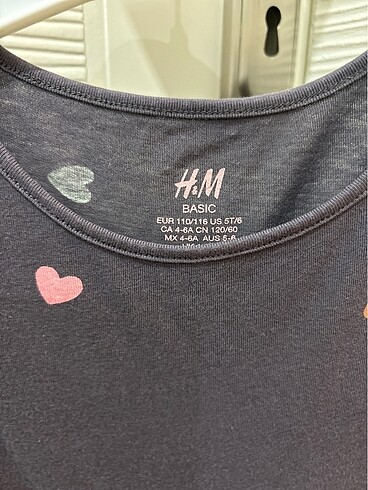 H&M
BASIC
EUR 110/116 US 5T/6
CA 4-6A CN 120/60
MX 4-6A AUS 5-6